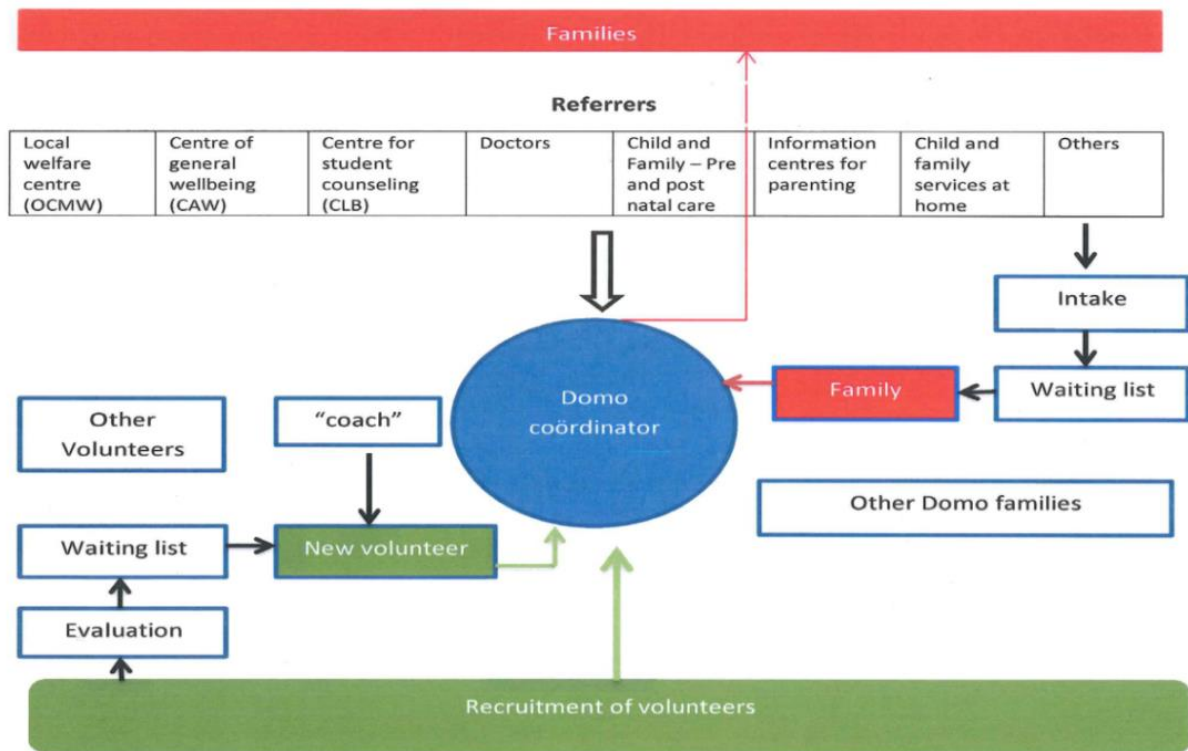 Families
Referrers
Local
welfare
centre
(OCMW)
Centre of
general
wellbeing
(CAW)
Centre for
student
counseling
(CLB)
Doctors
Child and
Family – Pre
and post
natal care
Information
centres for
parenting
Child and
family
services at
home
Others
Intake
Waiting list
Family
Domo
coördinator
"coach"
Other
Volunteers
Other Domo families
Waiting list
New volunteer
Evaluation
Recruitment of volunteers